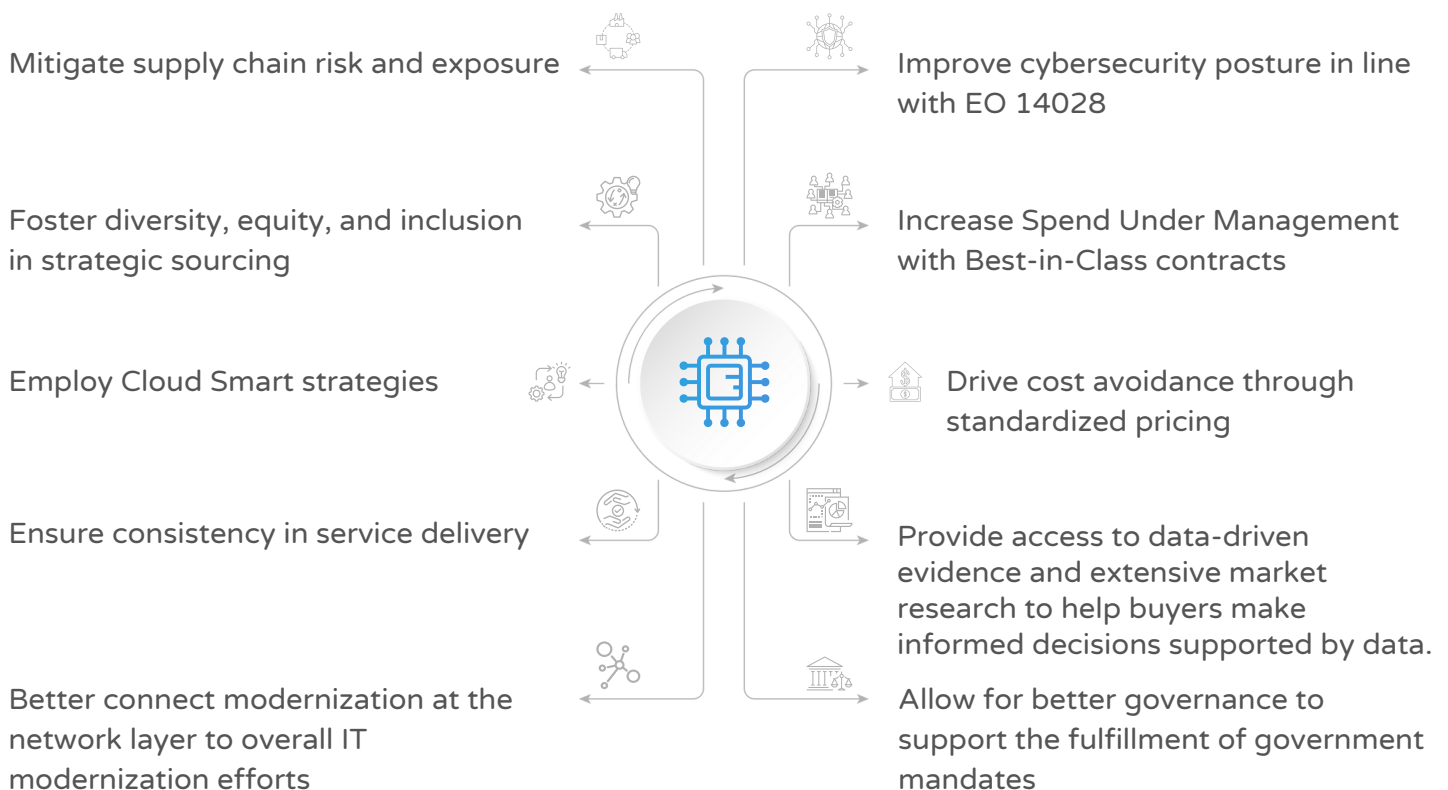 Mitigate supply chain risk and exposure
Foster diversity, equity, and inclusion
in strategic sourcing
Employ Cloud Smart strategies
Ensure consistency in service delivery
Better connect modernization at the
network layer to overall IT
modernization efforts
Improve cybersecurity posture in line
with EO 14028
Increase Spend Under Management
with Best-in-Class contracts
Drive cost avoidance through
standardized pricing
Provide access to data-driven
evidence and extensive market
research to help buyers make
informed decisions supported by data.
Allow for better governance to
support the fulfillment of government
mandates